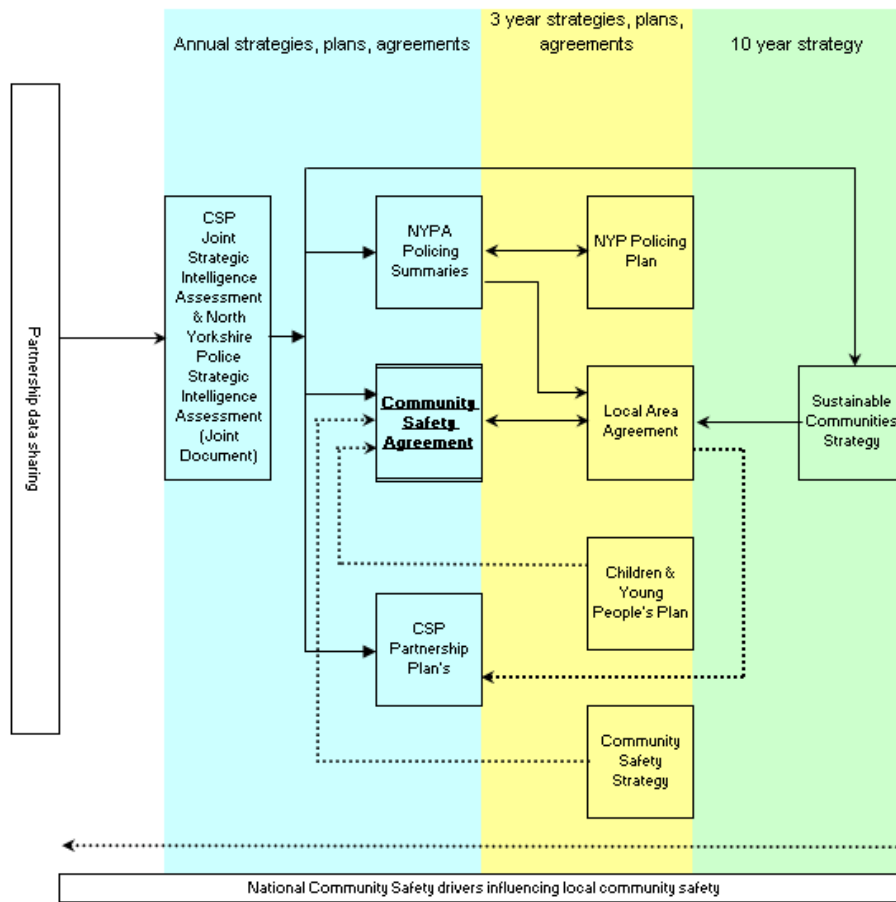 Annual strategies, plans, agreements
3 year strategies, plans,
agreements
10 year strategy
Partnership data sharing
CSP
Joint
Strategic
Intelligence
Assessment
& North
Yorkshire
Police
Strategic
Intelligence
Assessment
(Joint
Document)
NYPA
Policing
Summaries
NYP Policing
Plan
Community
Safety
Agreement
Local Area
Agreement
Sustainable
Communities
Strategy
Children &
Young
People's Plan
CSP
Partnership
Plan's
Community
Safety
Strategy
National Community Safety drivers influencing local community safety